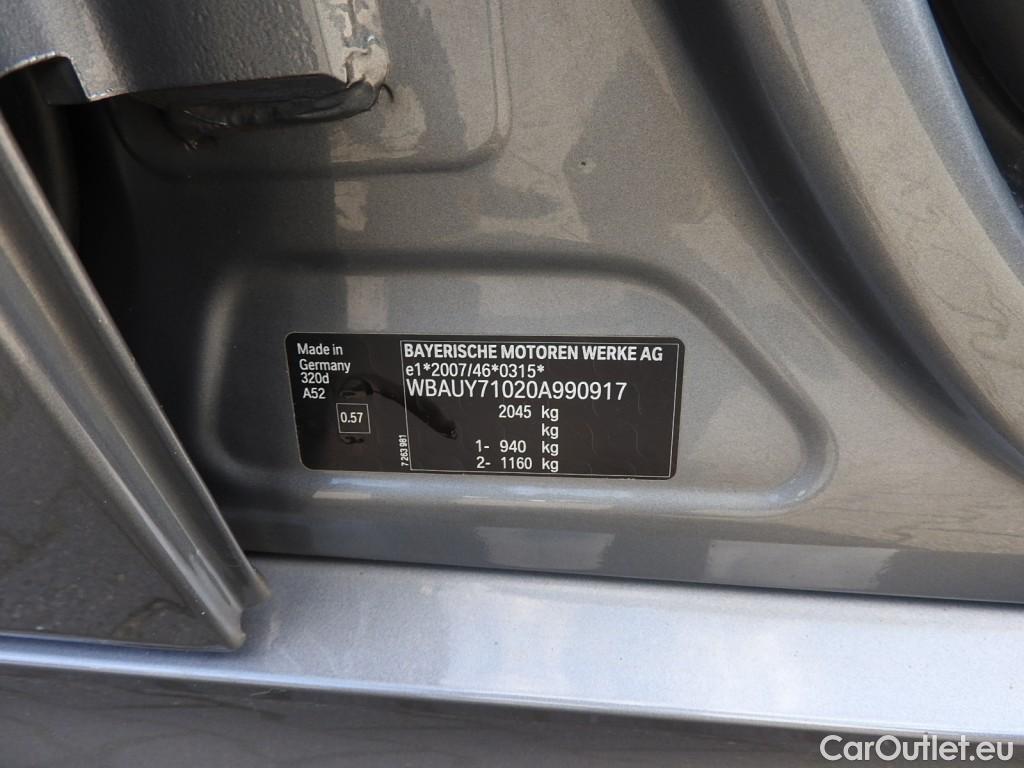 Made in
Germany
320d
A52
0.57
7 263 981
BAYERISCHE MOTOREN WERKE AG
e1*2007/46*0315*
WBAUY71020A990917
2045 kg
kg
1- 940 kg
2- 1160 kg
CarOutlet.eu